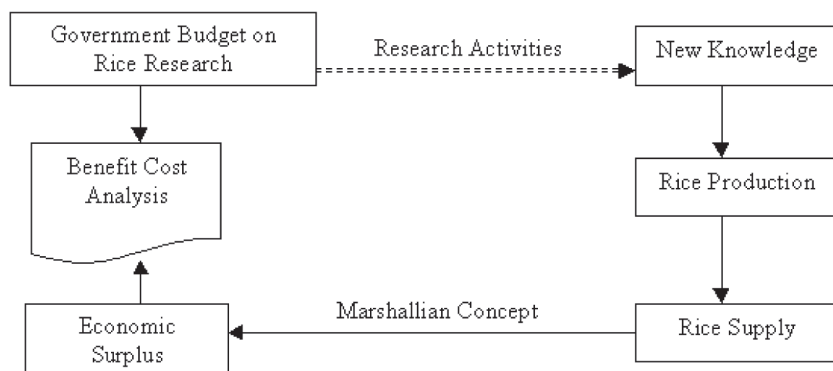 Government Budget on
Rice Research
Research Activities
New Knowledge
Benefit Cost
Analysis
Rice Production
Marshallian Concept
Economic
Surplus
Rice Supply